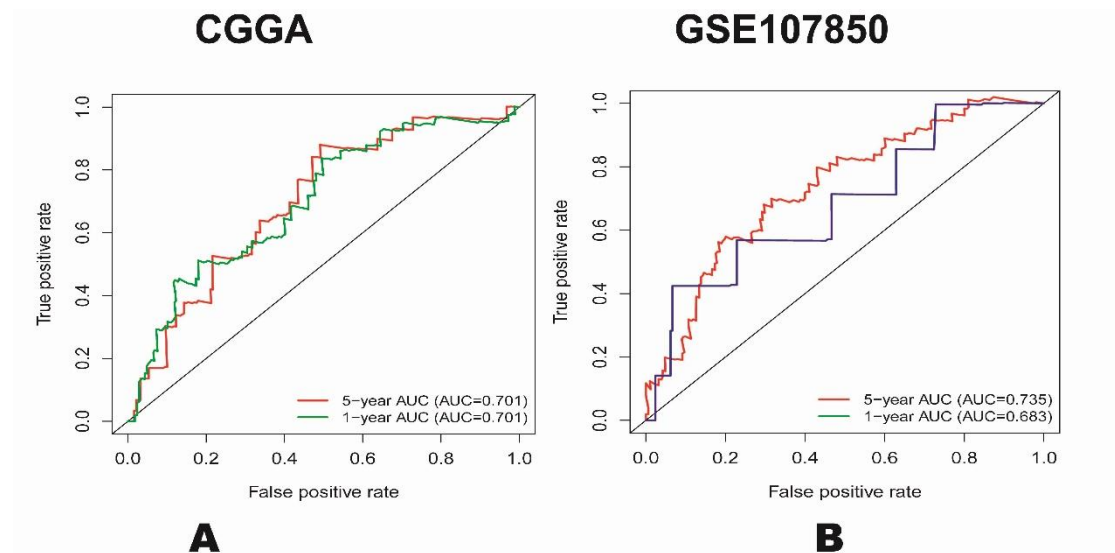 CGGA
GSE107850
True positive rate
1.0
0.8
0.6
0.4
0.2
0.0
5-year AUC (AUC=0.701)
1-year AUC (AUC=0.701)
0.0 0.2 0.4 0.6 0.8 1.0
False positive rate
A
True positive rate
1.0
0.8
0.6
0.4
0.2
0.0
5-year AUC (AUC=0.735)
1-year AUC (AUC=0.683)
0.0 0.2 0.4 0.6 0.8 1.0
False positive rate
B